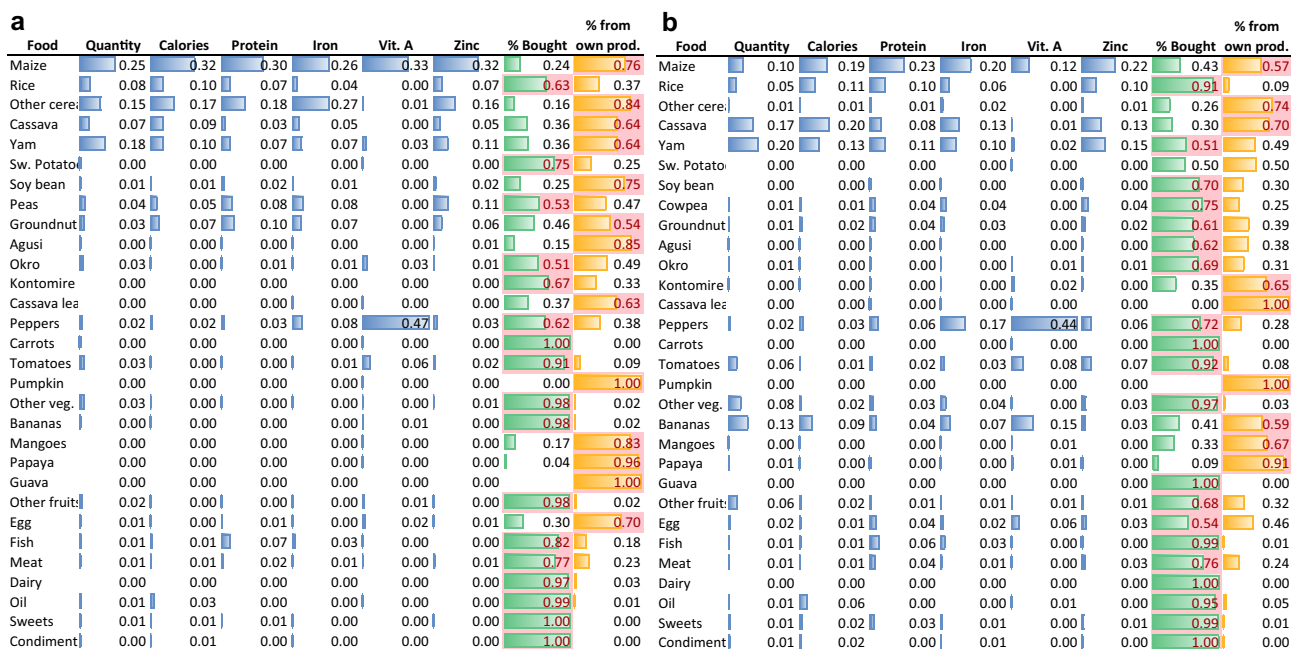 a
% from
Food Quantity Calories Protein Iron Vit. A Zinc % Bought own prod.
Maize 0.25 0.32 0.30 0.26 0.33 0.32 0.24 0.76
Rice 0.08 0.10 0.07 0.04 0.00 0.07 0.63 0.37
Other cerea 0.15 0.17 0.18 0.27 0.01 0.16 0.16 0.84
Cassava 0.07 0.09 0.03 0.05 0.00 0.05 0.36 0.64
Yam 0.18 0.10 0.07 0.07 0.03 0.11 0.36 0.64
Sw. Potato 0.00 0.00 0.00 0.00 0.00 0.00 0.75 0.25
Soy bean 0.01 0.01 0.02 0.01 0.00 0.02 0.25 0.75
Peas 0.04 0.05 0.08 0.08 0.00 0.11 0.53 0.47
Groundnut 0.03 0.07 0.10 0.07 0.00 0.06 0.46 0.54
Agusi 0.00 0.00 0.00 0.00 0.00 0.01 0.15 0.85
Okro 0.03 0.00 0.01 0.01 0.03 0.01 0.51 0.49
Kontomire 0.00 0.00 0.00 0.00 0.00 0.00 0.67 0.33
Cassava lea 0.00 0.00 0.00 0.00 0.00 0.00 0.37 0.63
Peppers 0.02 0.02 0.03 0.08 0.47 0.03 0.62 0.38
Carrots 0.00 0.00 0.00 0.00 0.00 0.00 1.00 0.00
Tomatoes 0.03 0.00 0.00 0.01 0.06 0.02 0.91 0.09
Pumpkin 0.00 0.00 0.00 0.00 0.00 0.00 0.00 1.00
Other veg. 0.03 0.00 0.00 0.00 0.00 0.01 0.98 0.02
Bananas 0.00 0.00 0.00 0.00 0.01 0.00 0.98 0.02
Mangoes 0.00 0.00 0.00 0.00 0.00 0.00 0.17 0.83
Papaya 0.00 0.00 0.00 0.00 0.00 0.00 0.04 0.96
Guava 0.00 0.00 0.00 0.00 0.00 0.00 1.00
Other fruits 0.02 0.00 0.00 0.00 0.01 0.00 0.98 0.02
Egg 0.01 0.00 0.01 0.00 0.02 0.01 0.30 0.70
Fish 0.01 0.01 0.07 0.03 0.00 0.00 0.82 0.18
Meat 0.01 0.01 0.02 0.01 0.00 0.01 0.77 0.23
Dairy 0.00 0.00 0.00 0.00 0.00 0.00 0.97 0.03
Oil 0.01 0.03 0.00 0.00 0.00 0.00 0.99 0.01
Sweets 0.01 0.01 0.01 0.00 0.00 0.00 1.00 0.00
Condiment 0.00 0.01 0.00 0.00 0.00 0.00 1.00 0.00
b
% from
Food Quantity Calories Protein Iron Vit. A Zinc % Bought own prod.
Maize 0.10 0.19 0.23 0.20 0.12 0.22 0.43 0.57
Rice 0.05 0.11 0.10 0.06 0.00 0.10 0.91 0.09
Other cerea 0.01 0.01 0.01 0.02 0.00 0.01 0.26 0.74
Cassava 0.17 0.20 0.08 0.13 0.01 0.13 0.30 0.70
Yam 0.20 0.13 0.11 0.10 0.02 0.15 0.51 0.49
Sw. Potato 0.00 0.00 0.00 0.00 0.00 0.00 0.50 0.50
Soy bean 0.00 0.00 0.00 0.00 0.00 0.00 0.70 0.30
Cowpea 0.01 0.01 0.04 0.04 0.00 0.04 0.75 0.25
Groundnut 0.01 0.02 0.04 0.03 0.00 0.02 0.61 0.39
Agusi 0.00 0.00 0.00 0.00 0.00 0.01 0.62 0.38
Okro 0.01 0.00 0.00 0.01 0.01 0.01 0.69 0.31
Kontomire 0.01 0.00 0.00 0.01 0.02 0.00 0.35 0.65
Cassava lea 0.00 0.00 0.00 0.00 0.00 0.00 0.00 1.00
Peppers 0.02 0.03 0.06 0.17 0.44 0.06 0.72 0.28
Carrots 0.00 0.00 0.00 0.00 0.00 0.00 1.00 0.00
Tomatoes 0.06 0.01 0.02 0.03 0.08 0.07 0.92 0.08
Pumpkin 0.00 0.00 0.00 0.00 0.00 0.00 1.00
Other veg. 0.08 0.02 0.03 0.04 0.00 0.03 0.97 0.03
Bananas 0.13 0.09 0.04 0.07 0.15 0.03 0.41 0.59
Mangoes 0.00 0.00 0.00 0.00 0.01 0.00 0.33 0.67
Papaya 0.01 0.00 0.00 0.00 0.01 0.00 0.09 0.91
Guava 0.00 0.00 0.00 0.00 0.00 0.00 1.00 0.00
Other fruits 0.06 0.02 0.01 0.01 0.01 0.01 0.68 0.32
Egg 0.02 0.01 0.04 0.02 0.06 0.03 0.54 0.46
Fish 0.01 0.01 0.06 0.03 0.00 0.00 0.99 0.01
Meat 0.01 0.01 0.04 0.01 0.00 0.03 0.76 0.24
Dairy 0.00 0.00 0.00 0.00 0.00 0.00 1.00 0.00
Oil 0.01 0.06 0.00 0.00 0.01 0.00 0.95 0.05
Sweets 0.01 0.02 0.03 0.01 0.00 0.01 0.99 0.01
Condiment 0.01 0.02 0.00 0.01 0.00 0.00 1.00 0.00